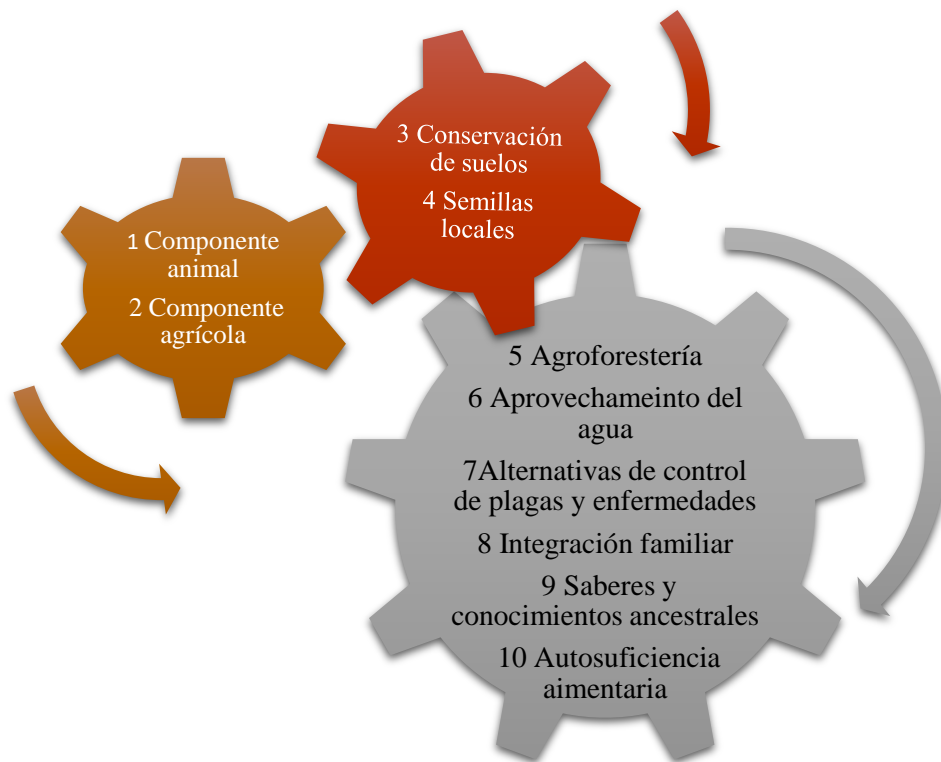 1 Componente
animal
2 Componente
agrícola
3 Conservación
de suelos
4 Semillas
locales
5 Agroforestería
6 Aprovechameinto del
agua
7Alternativas de control
de plagas y enfermedades
8 Integración familiar
9 Saberes y
conocimientos ancestrales
10 Autosuficiencia
aimentaria